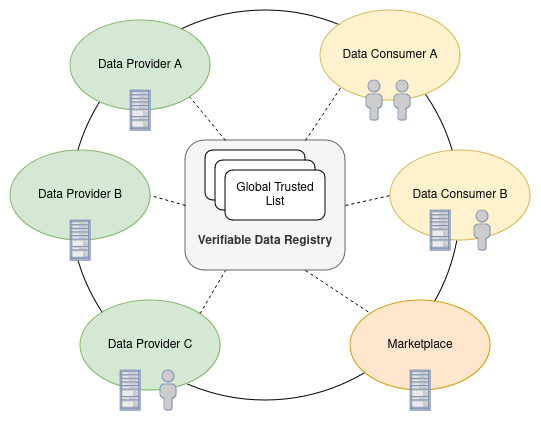 Data Provider A
Data Consumer A
Global Trusted
List
Data Provider B
Data Consumer B
Verifiable Data Registry
Data Provider C
Marketplace